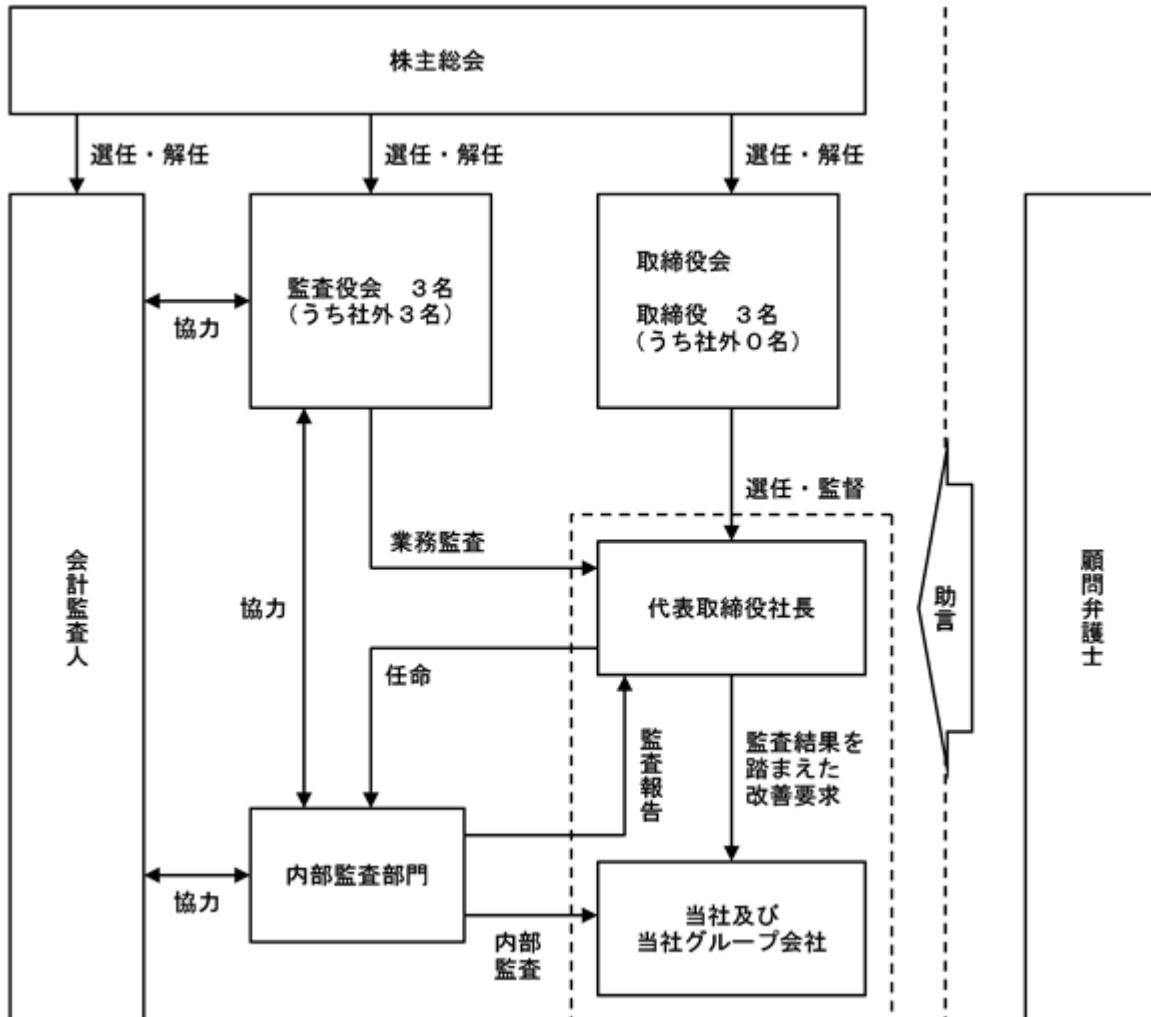 株主総会
選任・解任
選任・解任
選任・解任
監査役会　３名
（うち社外３名）
取締役会
取締役　３名
（うち社外０名）
協力
選任・監督
業務監査
代表取締役社長
会計監査人
協力
助言
顧問弁護士
任命
監査報告
監査結果を
踏まえた
改善要求
内部監査部門
協力
内部
監査
当社及び
当社グループ会社